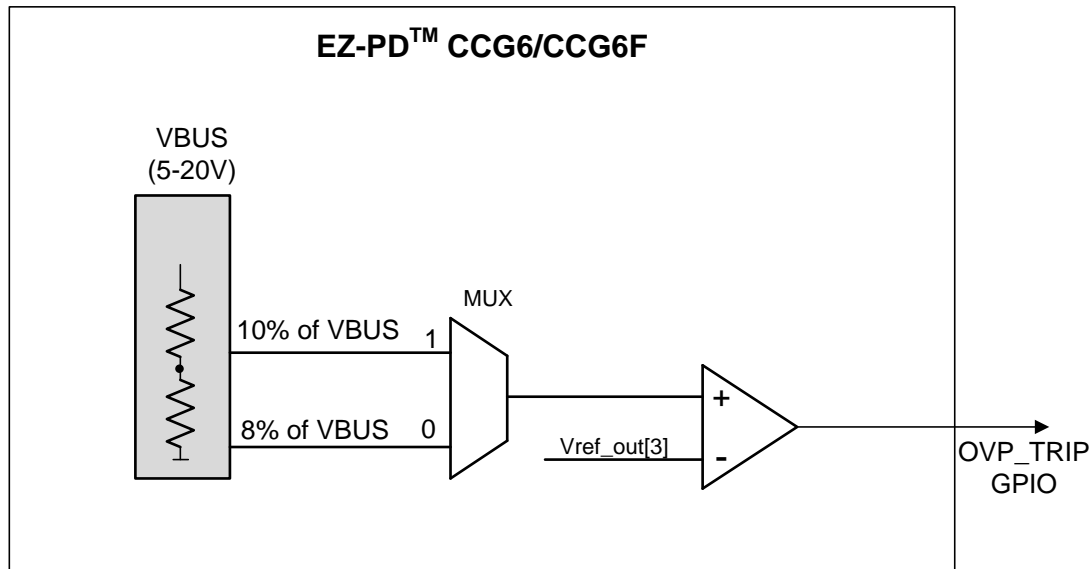 EZ-PD™ CCG6/CCG6F
VBUS
(5-20V)
MUX
10% of VBUS 1
8% of VBUS 0
+
Vref_out[3] -
OVP_TRIP
GPIO